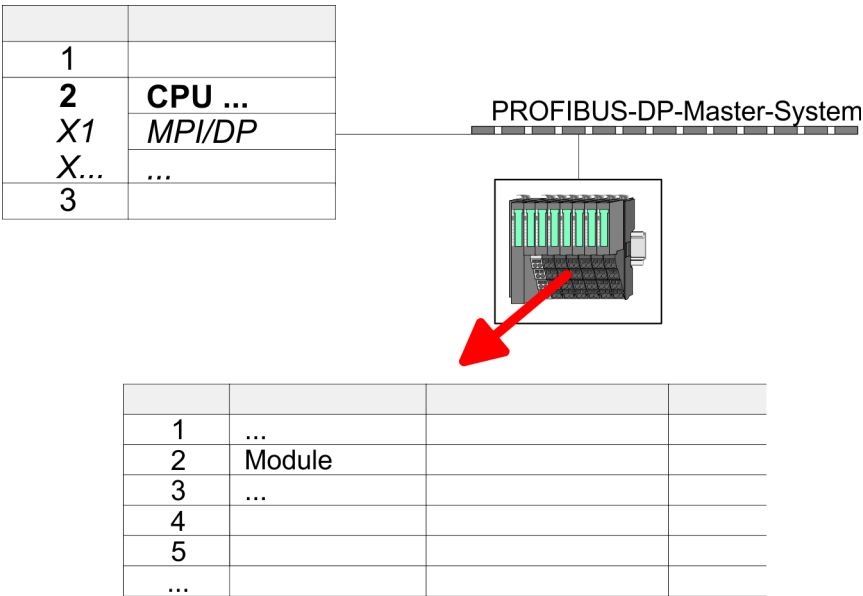 1
2 CPU ...
X1 MPI/DP
X... ...
3
PROFIBUS-DP-Master-System
1 ...
2 Module
3 ...
4
5
...